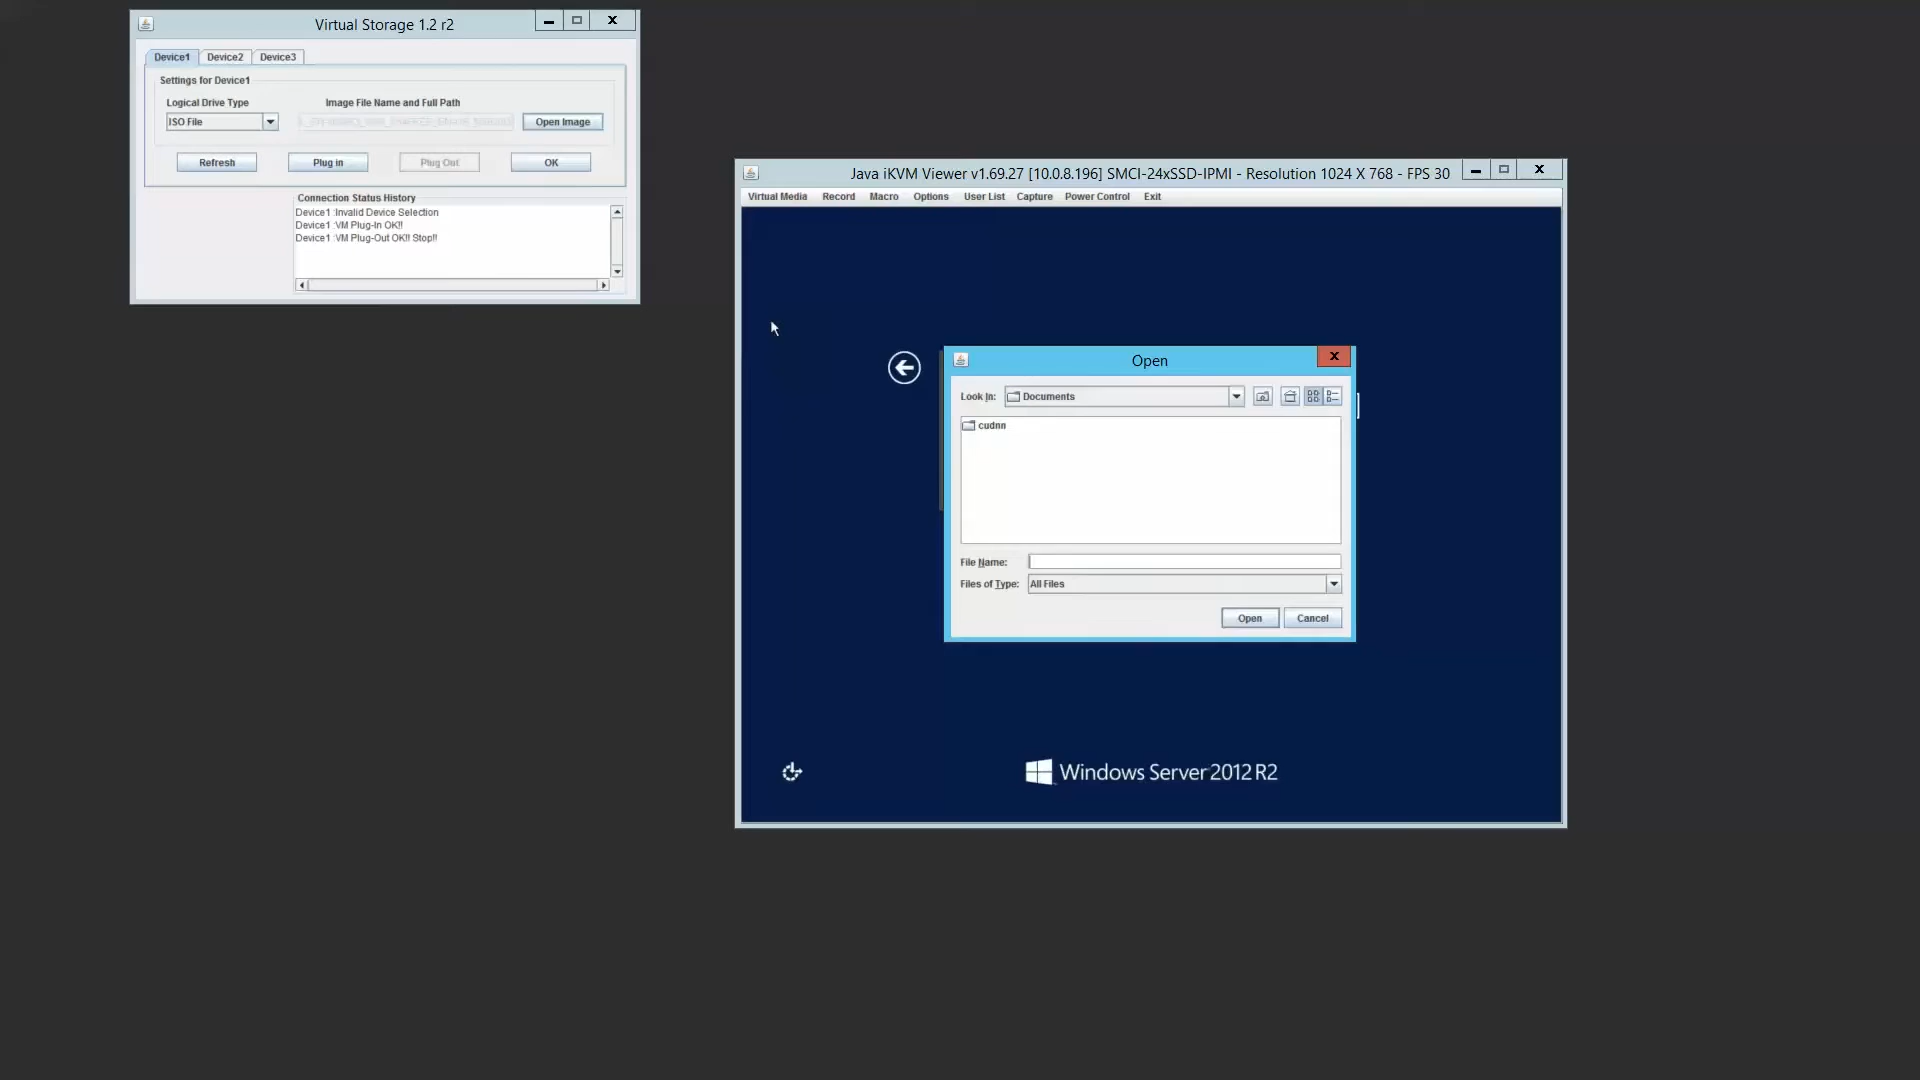 Virtual Storage 1.2 r2
Device1 Device2 Device3
Settings for Device1
Logical Drive Type Image File Name and Full Path
ISO File Open Image
Refresh Plug in Plug Out OK
Connection Status History
Device1 :Invalid Device Selection
Device1 :VM Plug-In OK!!
Device1 :VM Plug-Out OK!! Stop!!
Java iKVM Viewer v1.69.27 [10.0.8.196] SMCI-24xSSD-IPMI - Resolution 1024 X 768 - FPS 30
Virtual Media Record Macro Options User List Capture Power Control Exit
Open
Look In: Documents
cudnn
File Name:
Files of Type: All Files
Open Cancel
Windows Server 2012 R2